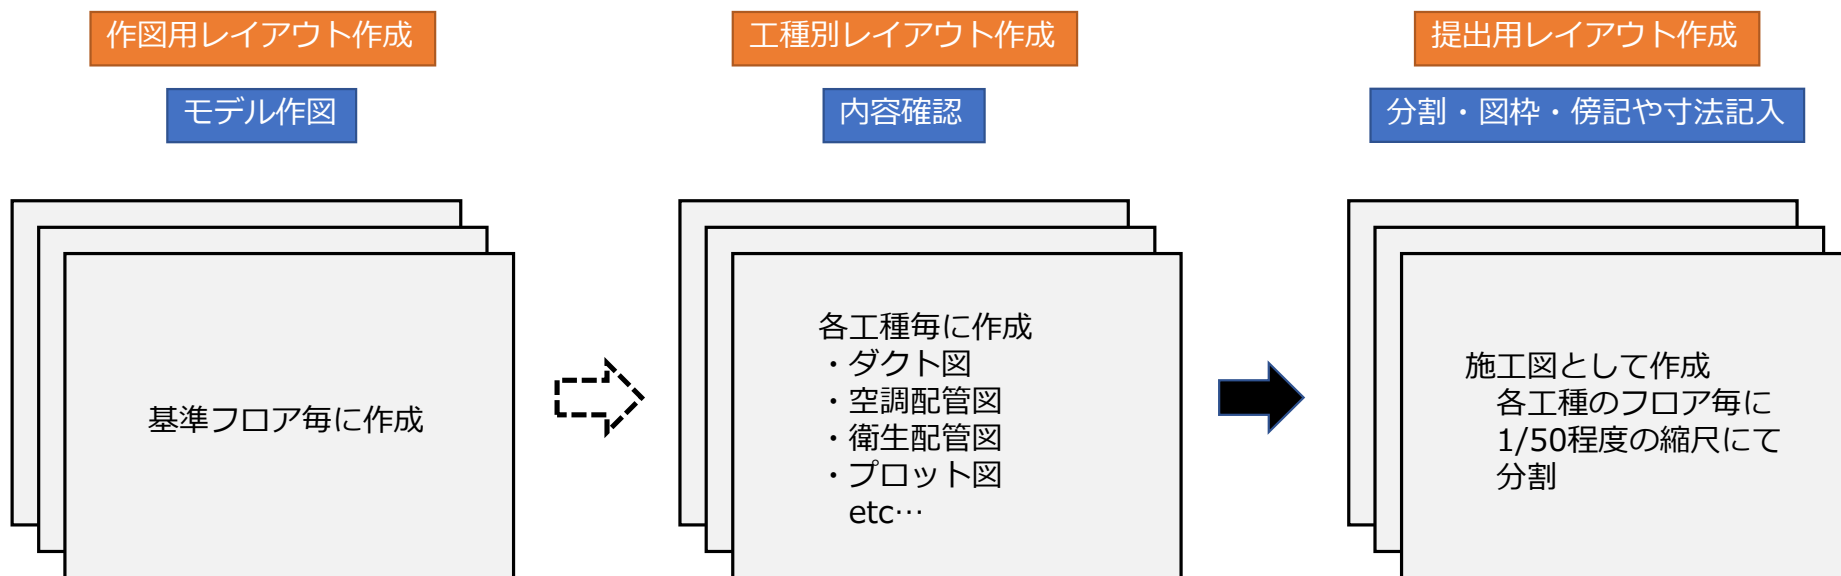 作図用レイアウト作成
モデル作図
基準フロア毎に作成
工種別レイアウト作成
内容確認
各工種毎に作成
・ダクト図
・空調配管図
・衛生配管図
・プロット図
etc…
提出用レイアウト作成
分割・図枠・傍記や寸法記入
施工図として作成
各工種のフロア毎に
1/50程度の縮尺にて
分割